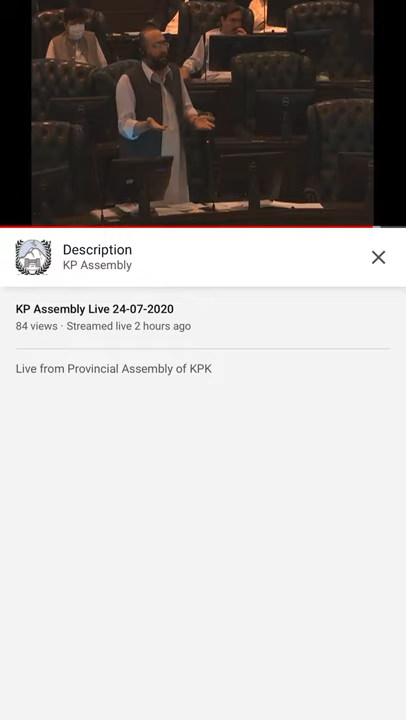 Description
KP Assembly
KP Assembly Live 24-07-2020
84 views · Streamed live 2 hours ago
Live from Provincial Assembly of KPK